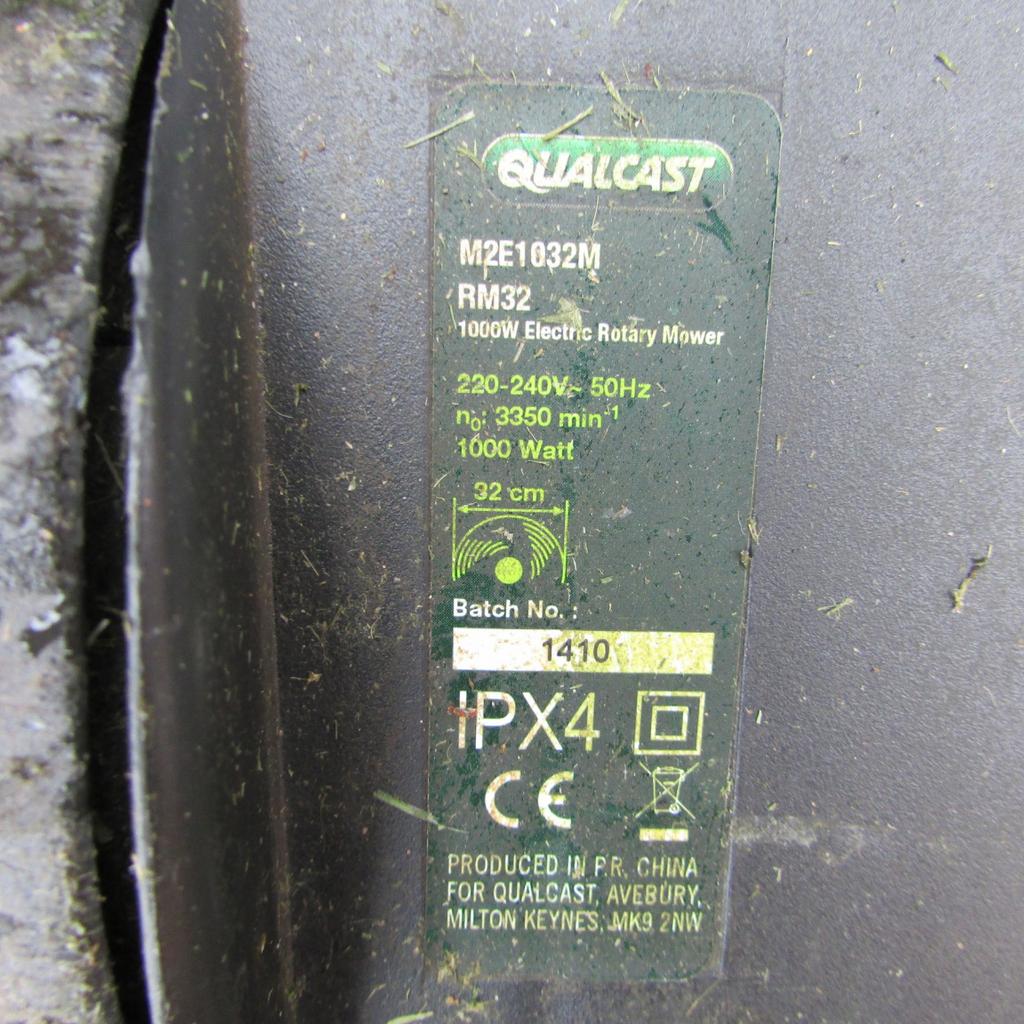 QUALCAST
M2E1032M
RM32
1000W Electric Rotary Mower
220-240V~ 50Hz
n₀: 3350 min⁻¹
1000 Watt
32 cm
Batch No. :
1410
IPX4
CE
PRODUCED IN P.R. CHINA
FOR QUALCAST, AVEBURY,
MILTON KEYNES, MK9 2NW